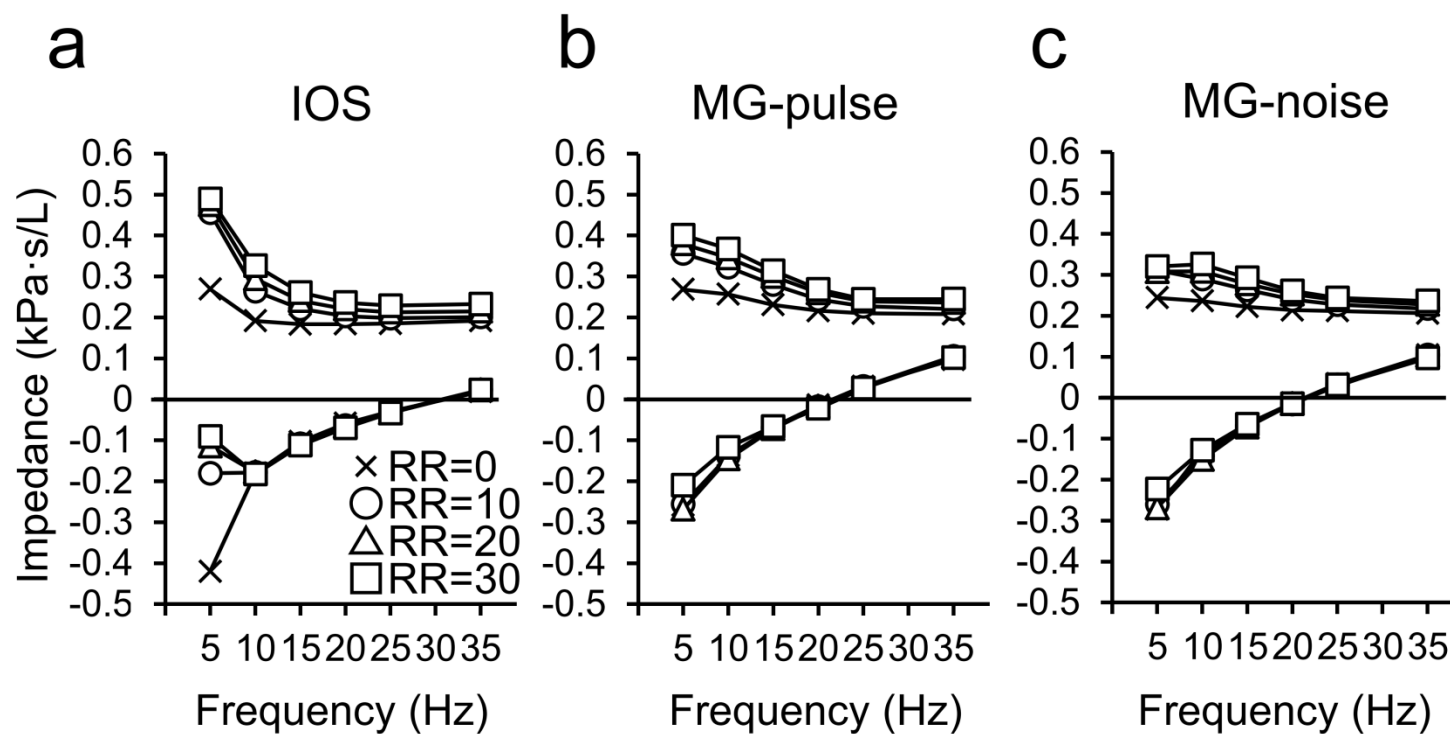 a
b
c
IOS
MG-pulse
MG-noise
Impedance (kPa·s/L)
0.6
0.5
0.4
0.3
0.2
0.1
0
-0.1
-0.2
-0.3
-0.4
-0.5
RR=0
RR=10
RR=20
RR=30
5 10 15 20 25 30 35
Frequency (Hz)
0.6
0.5
0.4
0.3
0.2
0.1
0
-0.1
-0.2
-0.3
-0.4
-0.5
5 10 15 20 25 30 35
Frequency (Hz)
0.6
0.5
0.4
0.3
0.2
0.1
0
-0.1
-0.2
-0.3
-0.4
-0.5
5 10 15 20 25 30 35
Frequency (Hz)